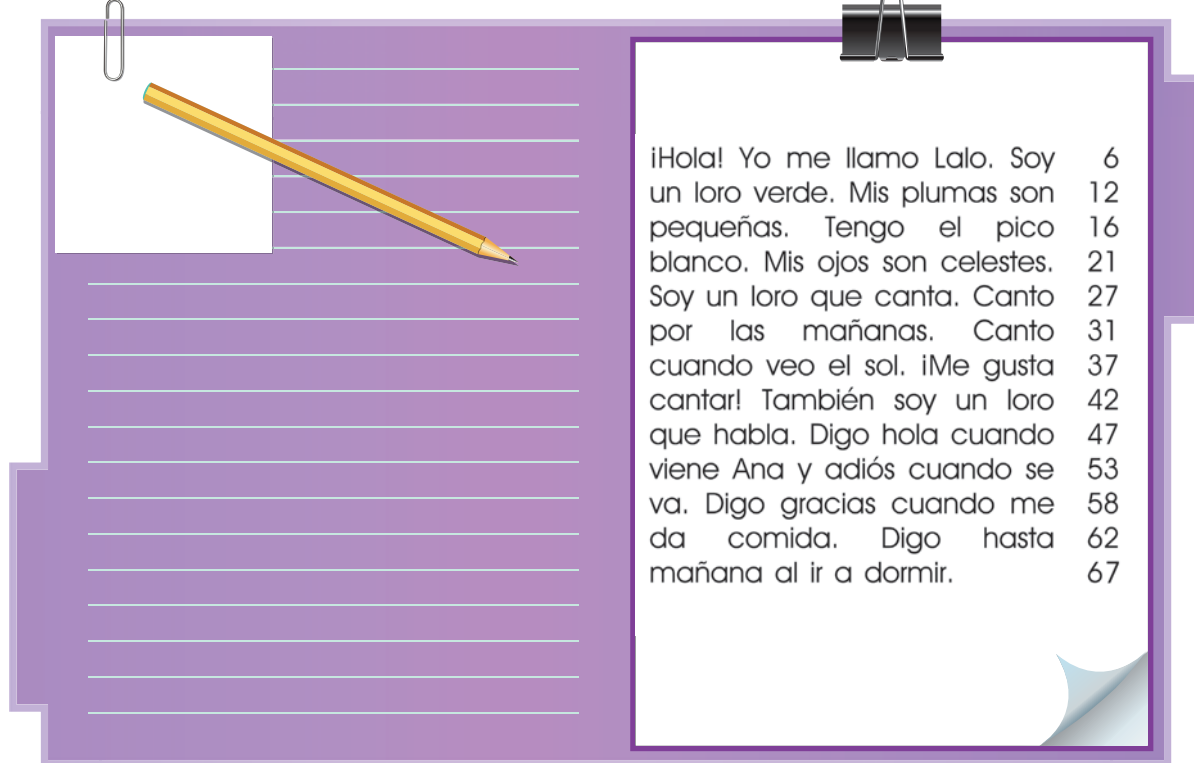 ¡Hola! Yo me llamo Lalo. Soy 6
un loro verde. Mis plumas son 12
pequeñas. Tengo el pico 16
blanco. Mis ojos son celestes. 21
Soy un loro que canta. Canto 27
por las mañanas. Canto 31
cuando veo el sol. ¡Me gusta 37
cantar! También soy un loro 42
que habla. Digo hola cuando 47
viene Ana y adiós cuando se 53
va. Digo gracias cuando me 58
da comida. Digo hasta 62
mañana al ir a dormir. 67